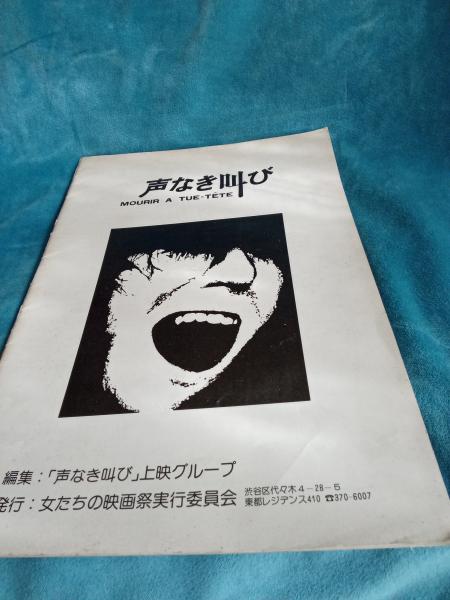 声なき叫び
MOURIR A TUE-TÊTE
編集：「声なき叫び」上映グループ
発行：女たちの映画祭実行委員会
渋谷区代々木4-28-5
東都レジデンス410 ☎370-6007